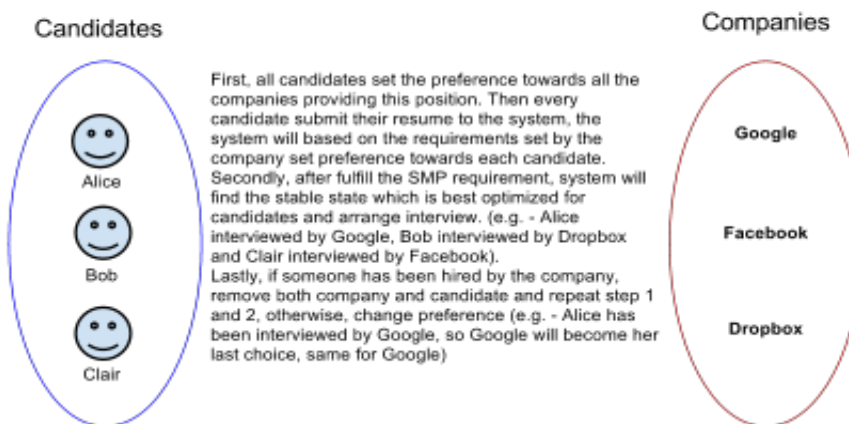 Candidates
Companies
First, all candidates set the preference towards all the
companies providing this position. Then every
candidate submit their resume to the system, the
system will based on the requirements set by the
company set preference towards each candidate.
Secondly, after fulfill the SMP requirement, system will
find the stable state which is best optimized for
candidates and arrange interview. (e.g. - Alice
interviewed by Google, Bob interviewed by Dropbox
and Clair interviewed by Facebook).
Lastly, if someone has been hired by the company,
remove both company and candidate and repeat step 1
and 2, otherwise, change preference (e.g. - Alice has
been interviewed by Google, so Google will become her
last choice, same for Google)
Alice
Bob
Clair
Google
Facebook
Dropbox